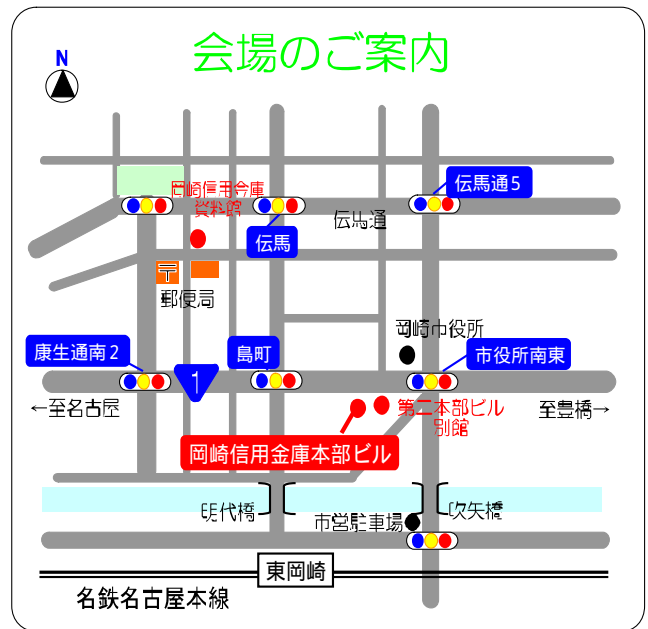 会場のご案内
N
伝馬通5
岡崎信用金庫
資料館
伝馬通
伝馬
〒
郵便局
岡崎市役所
康生通南2
島町
市役所南東
1
←至名古屋
第二本部ビル
別館
至豊橋→
岡崎信用金庫本部ビル
明代橋
市営駐車場
吹矢橋
東岡崎
名鉄名古屋本線